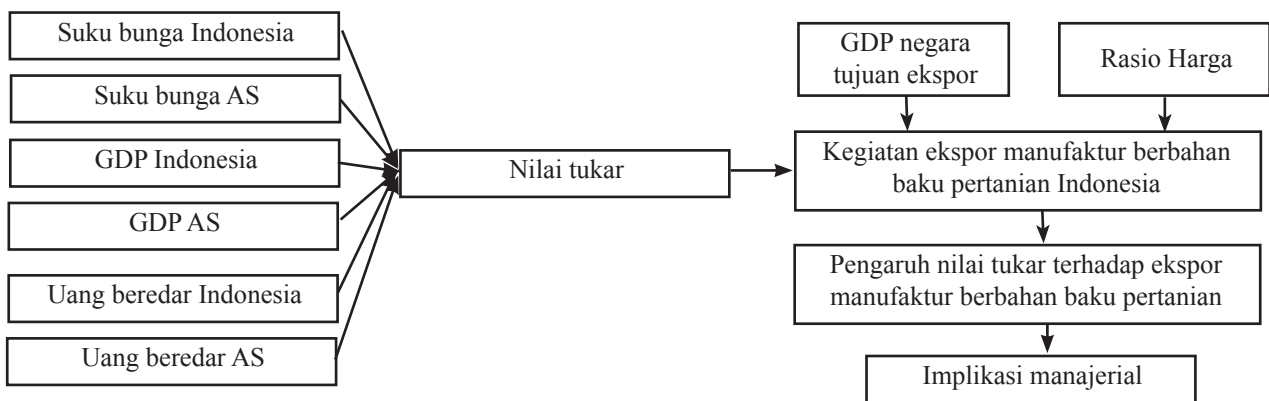 Suku bunga Indonesia
Suku bunga AS
GDP Indonesia
GDP AS
Uang beredar Indonesia
Uang beredar AS
Nilai tukar
GDP negara
tujuan ekspor
Rasio Harga
Kegiatan ekspor manufaktur berbahan
baku pertanian Indonesia
Pengaruh nilai tukar terhadap ekspor
manufaktur berbahan baku pertanian
Implikasi manajerial